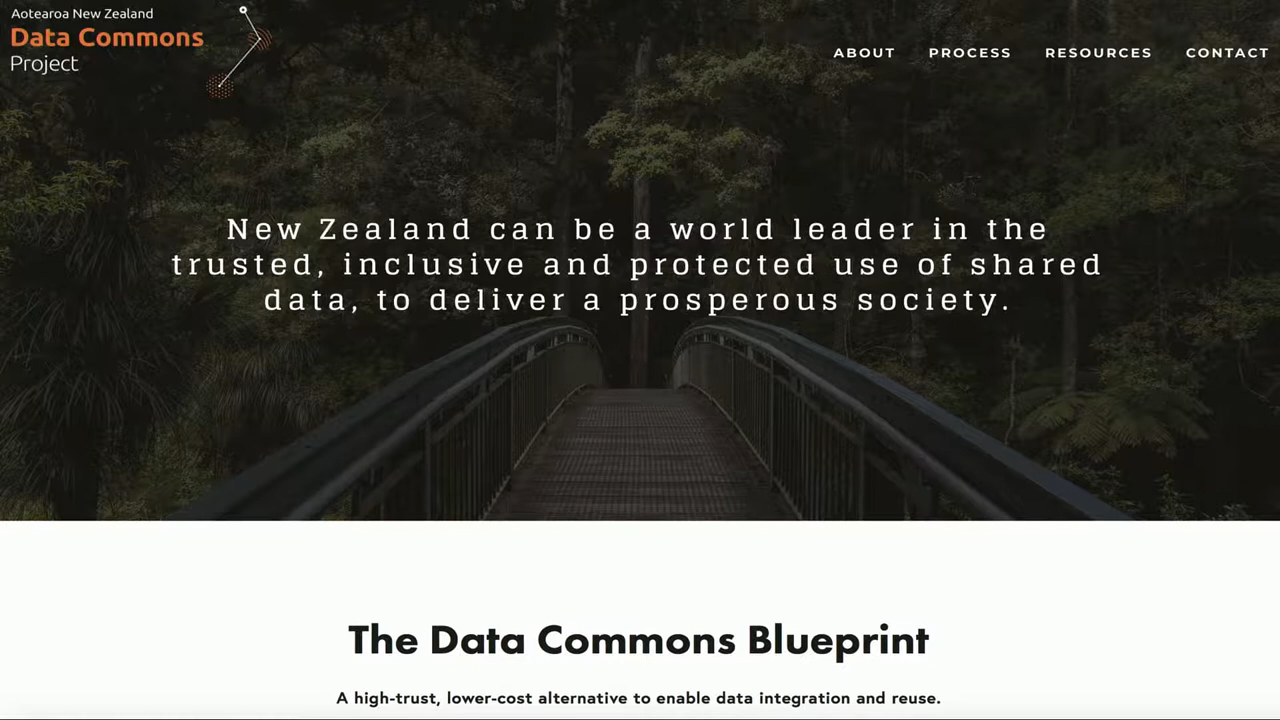 Aotearoa New Zealand
Data Commons
Project
ABOUT PROCESS RESOURCES CONTACT
New Zealand can be a world leader in the
trusted, inclusive and protected use of shared
data, to deliver a prosperous society.
The Data Commons Blueprint
A high-trust, lower-cost alternative to enable data integration and reuse.